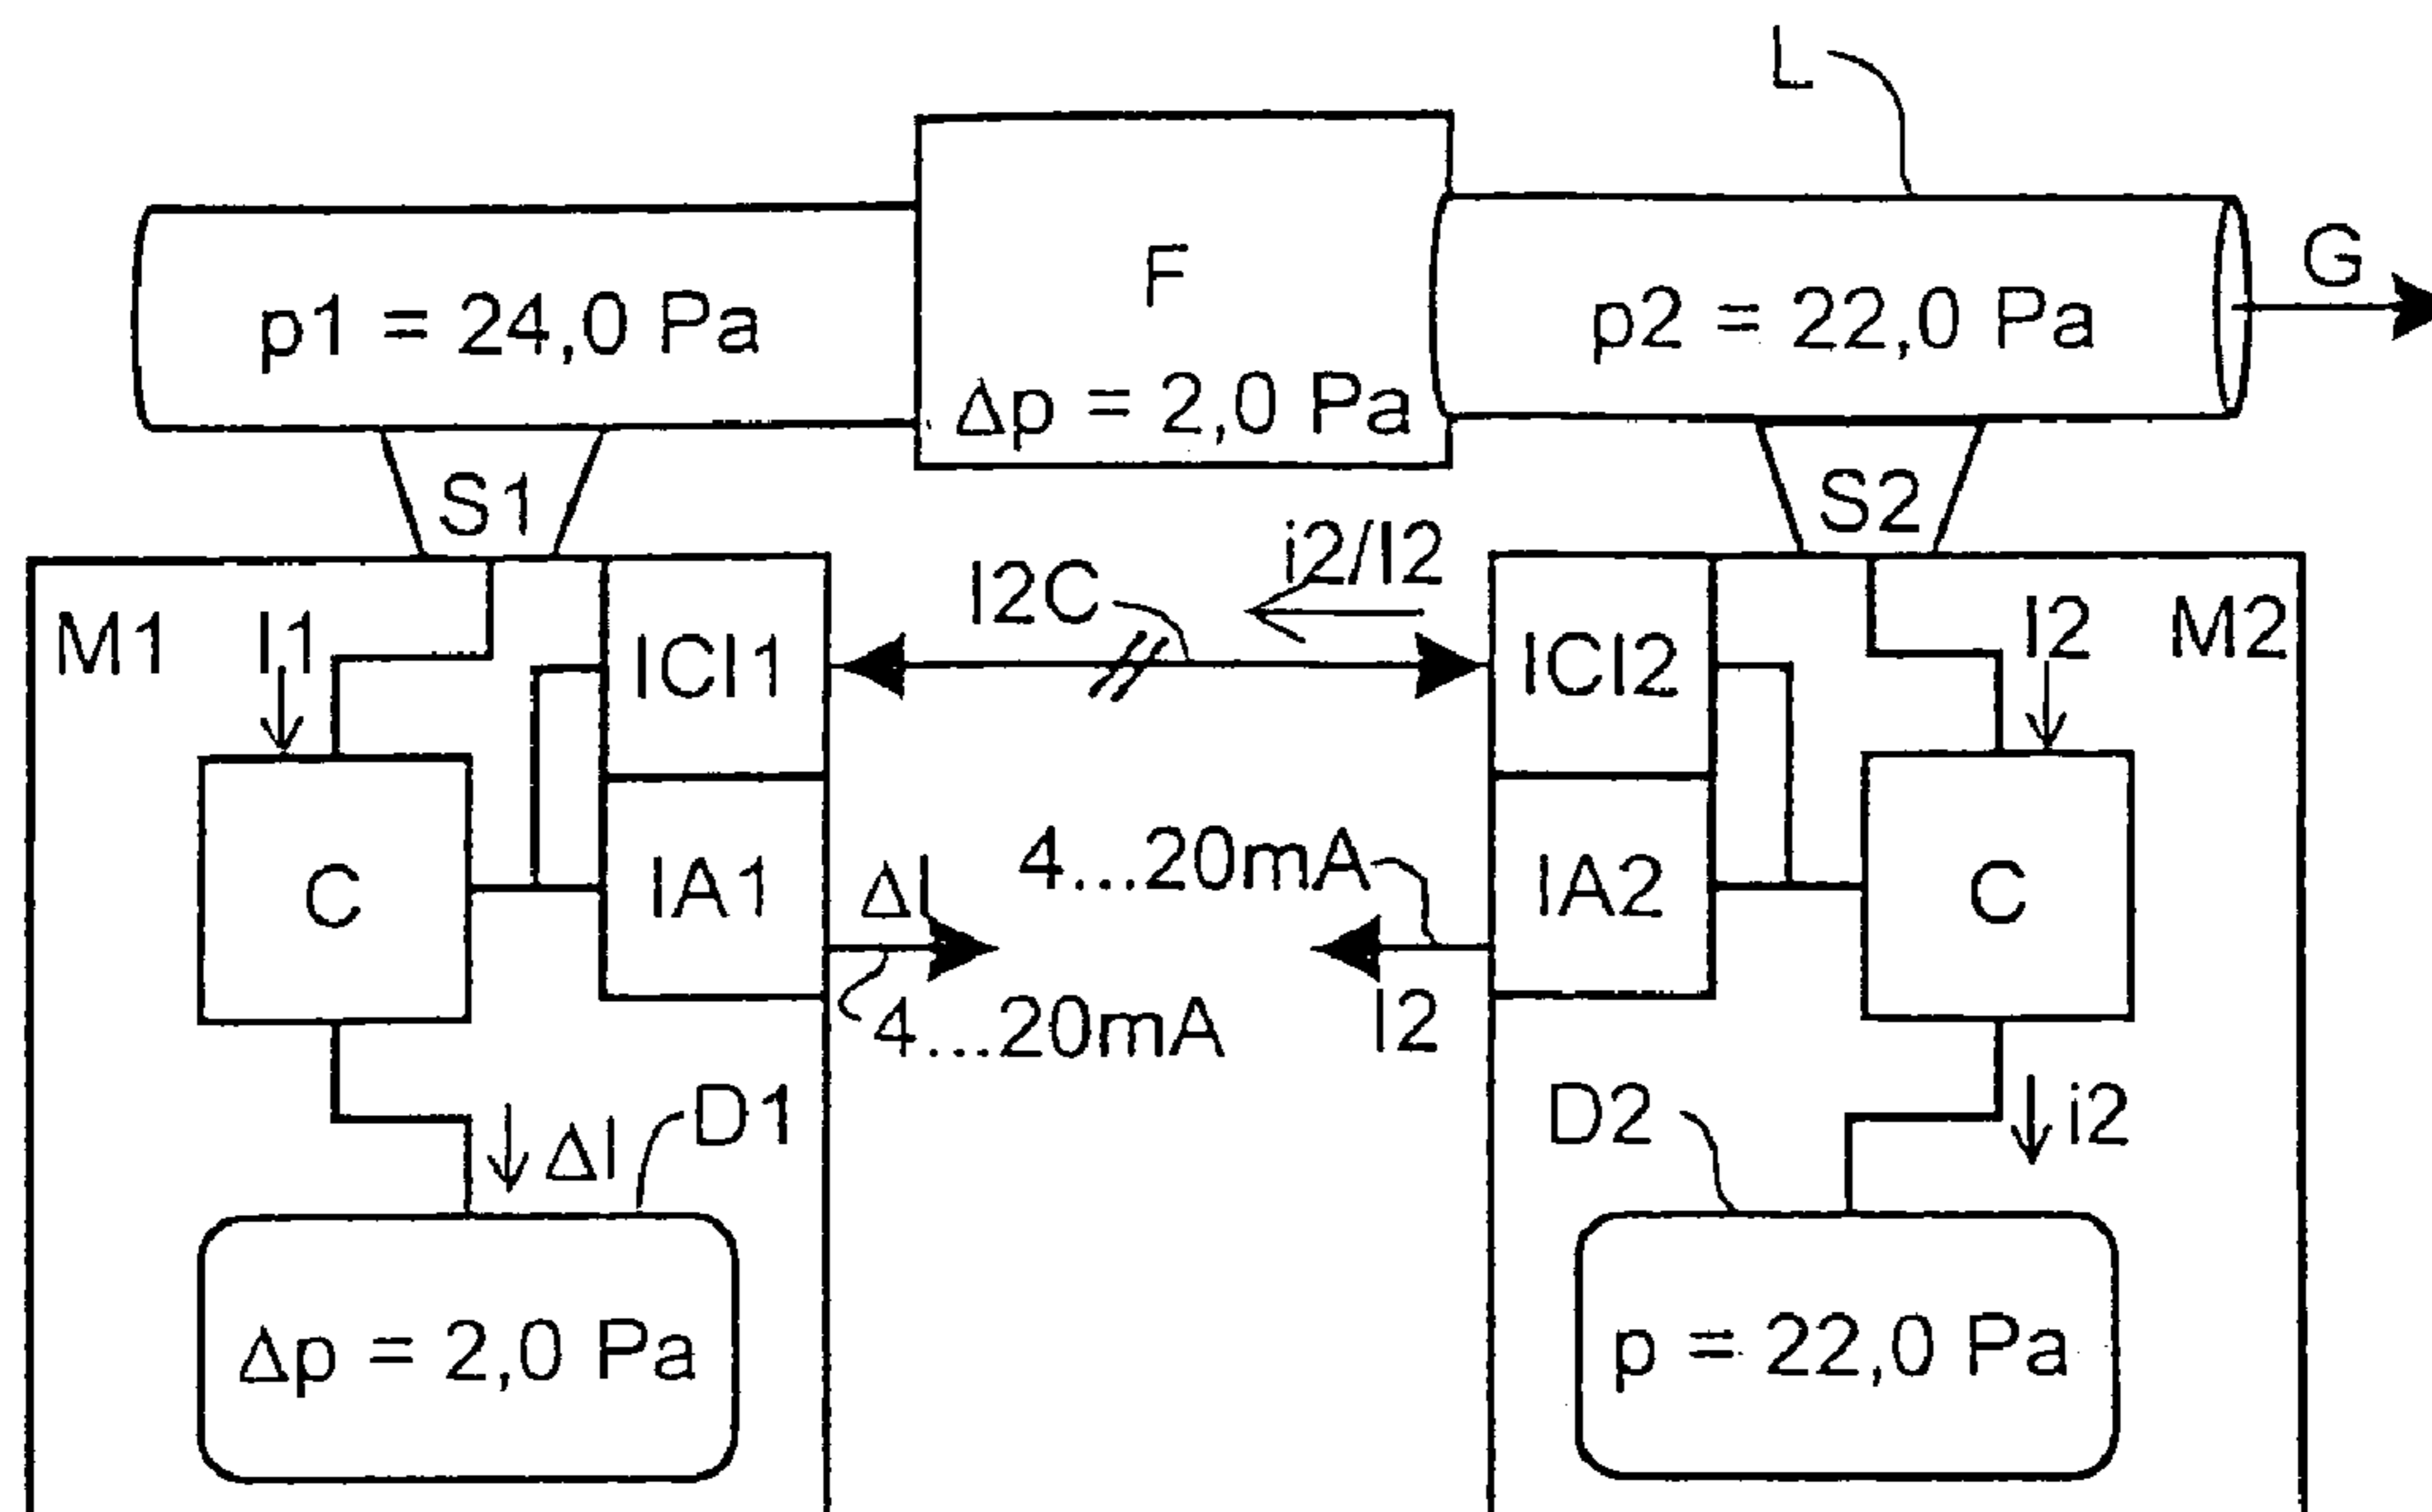 L
G
F
p1 = 24,0 Pa
p2 = 22,0 Pa
Δp = 2,0 Pa
S1
S2
i2/I2
I2C
M1
I1
ICI1
ICI2
I2
M2
C
IA1
ΔI
4...20mA
IA2
C
4...20mA
I2
D1
D2
ΔI
i2
Δp = 2,0 Pa
p = 22,0 Pa